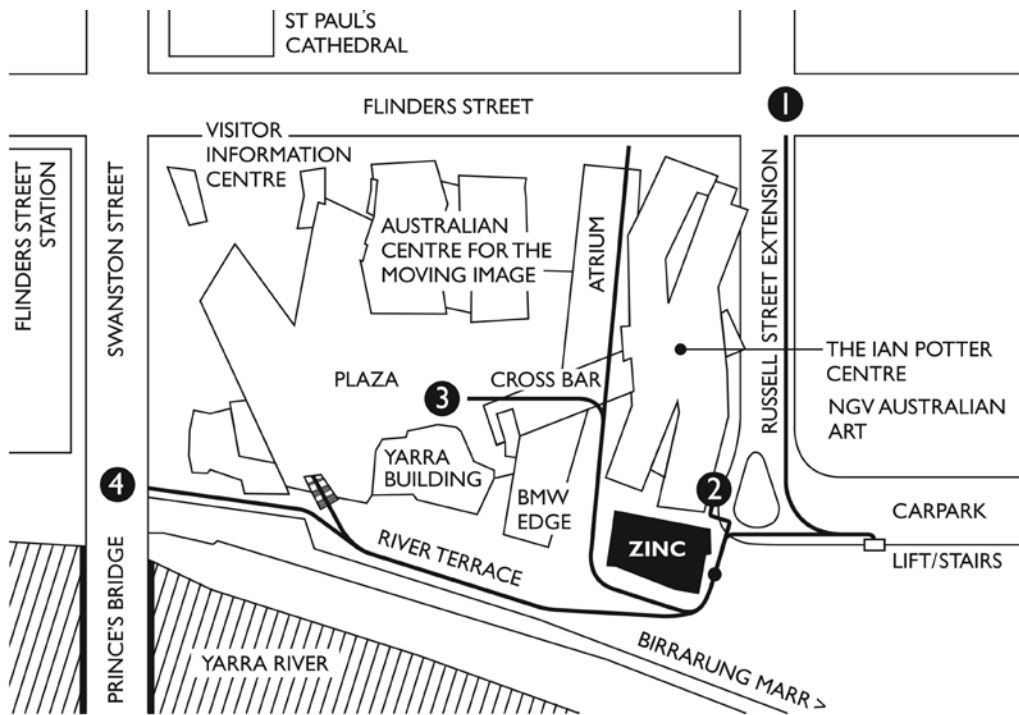 ST PAUL'S
CATHEDRAL
FLINDERS STREET
1
VISITOR
INFORMATION
CENTRE
FLINDERS STREET
STATION
SWANSTON STREET
AUSTRALIAN
CENTRE FOR THE
MOVING IMAGE
ATRIUM
RUSSELL STREET EXTENSION
THE IAN POTTER
CENTRE
NGV AUSTRALIAN
ART
PLAZA
CROSS BAR
3
YARRA
BUILDING
BMW
EDGE
2
4
CARPARK
ZINC
LIFT/STAIRS
RIVER TERRACE
PRINCE'S BRIDGE
YARRA RIVER
BIRRARUNG MARR >